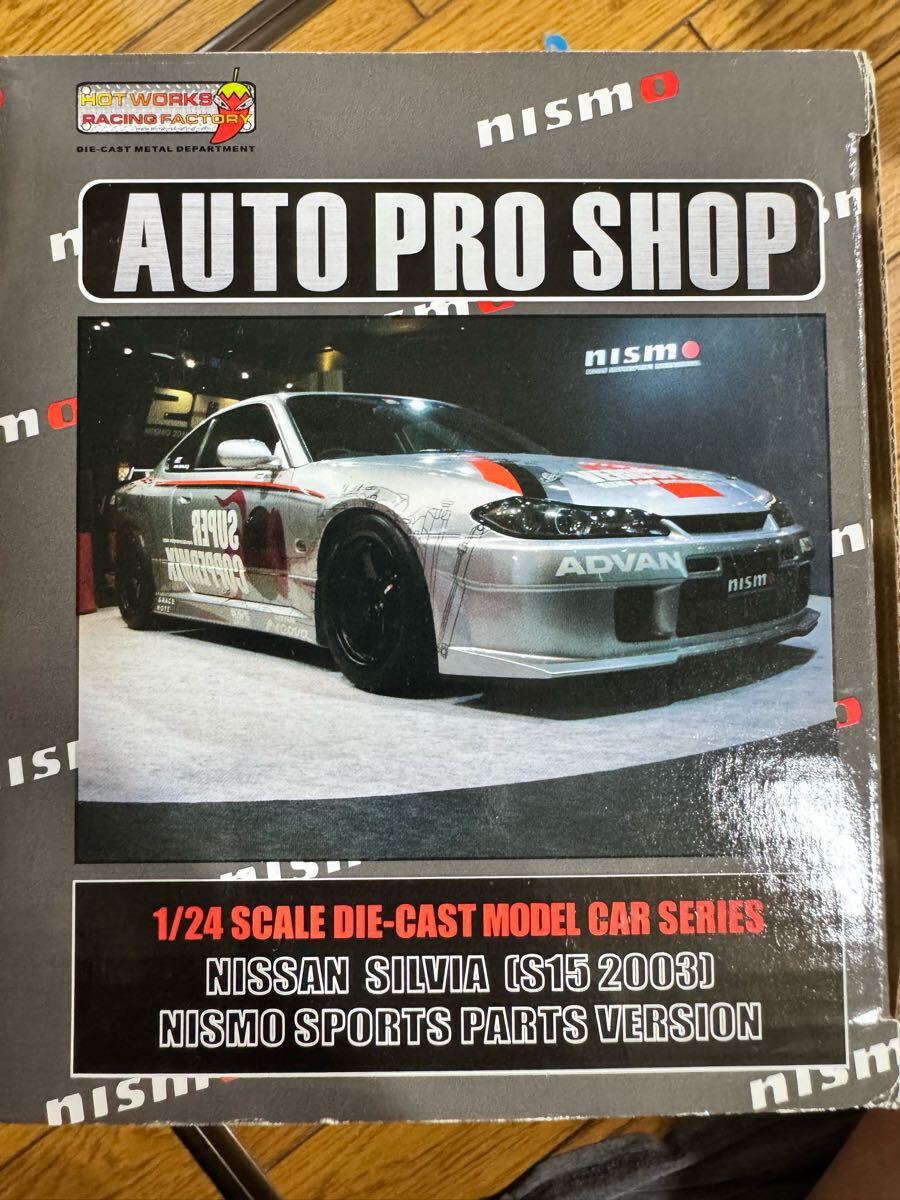 HOT WORKS
RACING FACTORY
DIE-CAST METAL DEPARTMENT
nismo
AUTO PRO SHOP
nismo
SUPER
COPPERMIX
ADVAN
nismo
1/24 SCALE DIE-CAST MODEL CAR SERIES
NISSAN SILVIA (S15 2003)
NISMO SPORTS PARTS VERSION
nismo
nismo